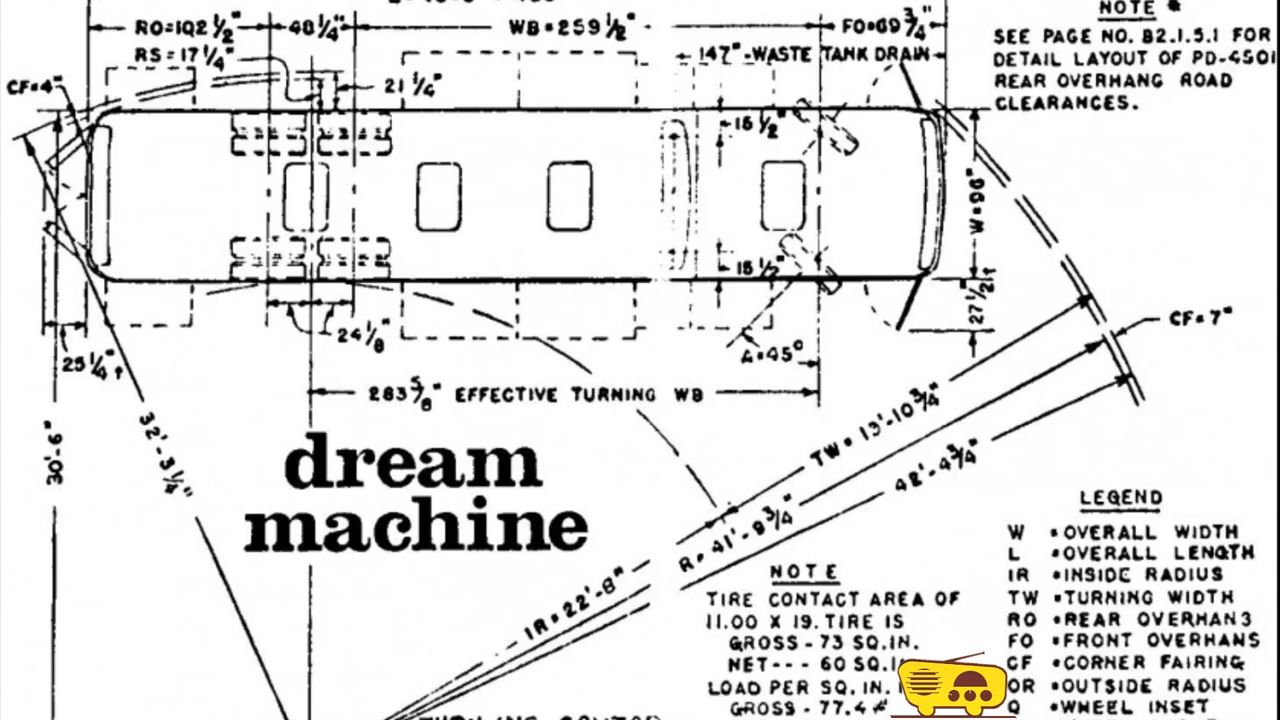 RO=102 1/2"
40 1/4"
WB=259 1/2"
FO=69 3/4"
NOTE *
SEE PAGE NO. 82.1.5.1 FOR
DETAIL LAYOUT OF PD-4501
REAR OVERHANG ROAD
CLEARANCES.
RS=17 1/4"
147"-WASTE TANK DRAIN
CF=4"
21 1/4"
15 1/2"
W=96"
15 1/2"
27 1/2"
24 1/8
CF=7"
25 1/4"
A=45°
283 5/8" EFFECTIVE TURNING WB
30'-6"
32'-3 1/4"
TW=13'-10 3/4"
42'-4 3/4"
dream
machine
R=41'-9 3/4"
IR=22'-8"
LEGEND
W =OVERALL WIDTH
L =OVERALL LENGTH
IR =INSIDE RADIUS
TW =TURNING WIDTH
RO =REAR OVERHANG
FO =FRONT OVERHANG
CF =CORNER FAIRING
OR =OUTSIDE RADIUS
Q =WHEEL INSET
NOTE
TIRE CONTACT AREA OF
11.00 X 19. TIRE IS
GROSS - 73 SQ.IN.
NET --- 60 SQ.
LOAD PER SQ. IN.
GROSS - 77.4 #